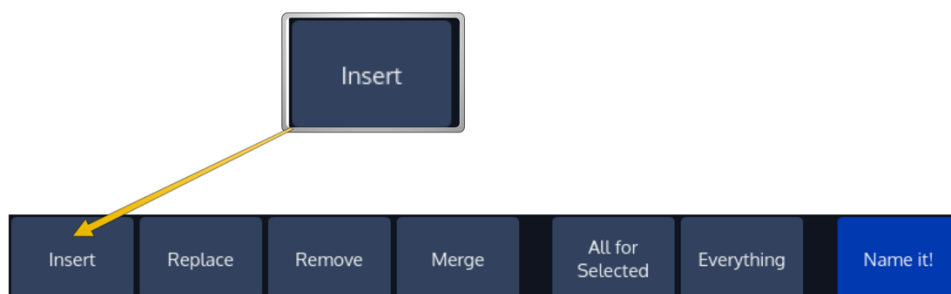 Insert
Insert
Replace
Remove
Merge
All for
Selected
Everything
Name it!